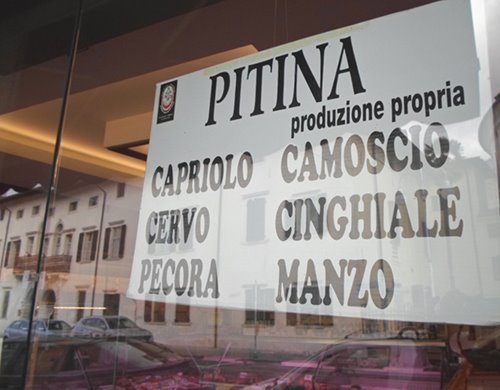 PITINA
produzione propria
CAPRIOLO CAMOSCIO
CERVO CINGHIALE
PECORA MANZO